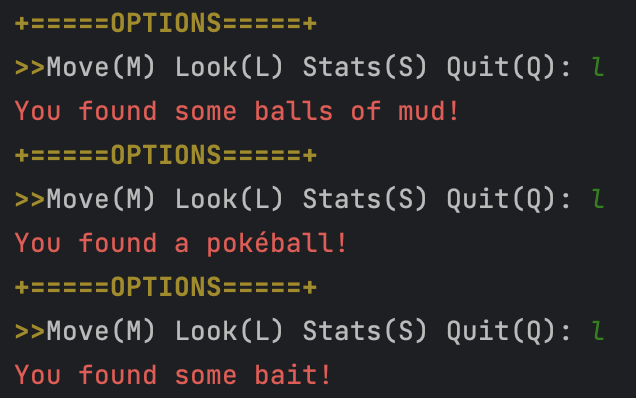 +=====OPTIONS=====+
>>Move(M) Look(L) Stats(S) Quit(Q): l
You found some balls of mud!
+=====OPTIONS=====+
>>Move(M) Look(L) Stats(S) Quit(Q): l
You found a pokéball!
+=====OPTIONS=====+
>>Move(M) Look(L) Stats(S) Quit(Q): l
You found some bait!